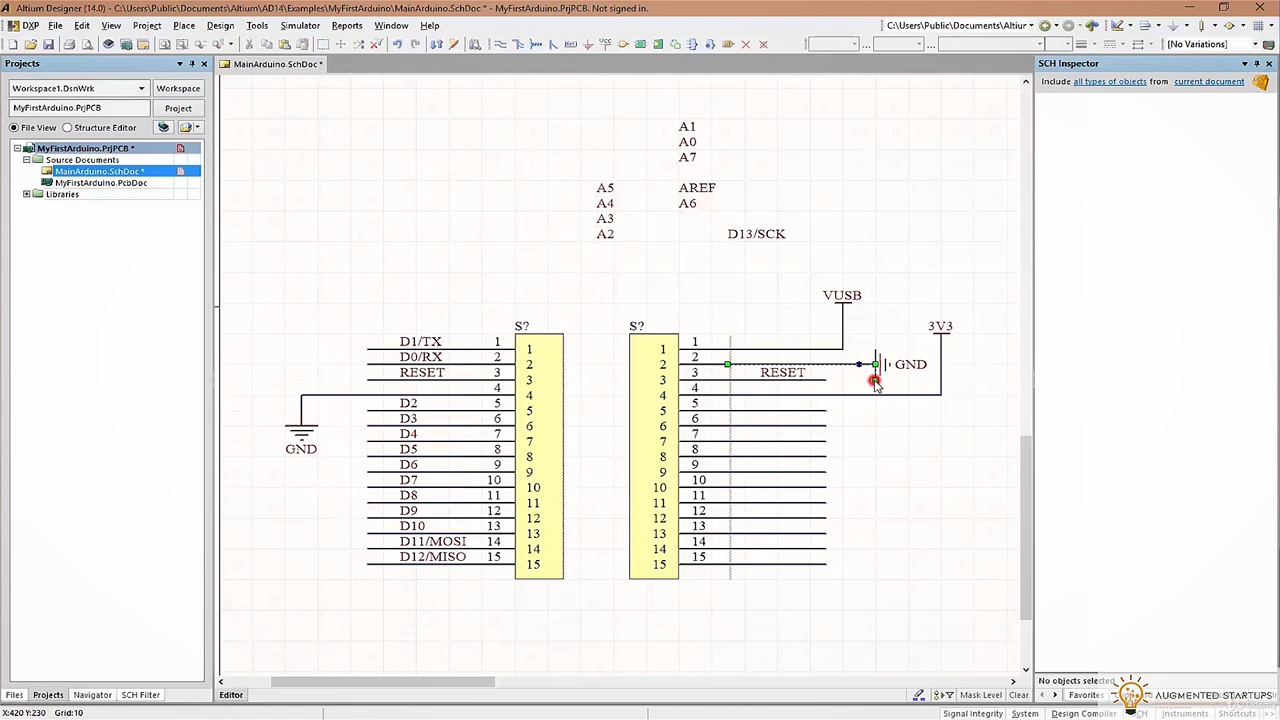 Altium Designer (14.0) - C:\Users\Public\Documents\Altium\AD14\Examples\MyFirstArduino\MainArduino.SchDoc * - MyFirstArduino.PrjPCB. Not signed in.
DXP File Edit View Project Place Design Tools Simulator Reports Window Help
C:\Users\Public\Documents\Altium
[No Variations]
Projects
MainArduino.SchDoc *
SCH Inspector
Workspace1.DsnWrk
Workspace
Include all types of objects from current document
MyFirstArduino.PrjPCB
Project
File View
Structure Editor
MyFirstArduino.PrjPCB *
Source Documents
MainArduino.SchDoc *
MyFirstArduino.PcbDoc
Libraries
A1
A0
A7
A5
AREF
A4
A6
A3
A2
D13/SCK
VUSB
S?
S?
3V3
D1/TX 1 1
D0/RX 2 2
RESET 3 3
4 4
D2 5 5
D3 6 6
D4 7 7
D5 8 8
D6 9 9
D7 10 10
D8 11 11
D9 12 12
D10 13 13
D11/MOSI 14 14
D12/MISO 15 15
GND
1 1
2 2
GND
3 3
RESET
4 4
5 5
6 6
7 7
8 8
9 9
10 10
11 11
12 12
13 13
14 14
15 15
No objects selected
Files Projects Navigator SCH Filter
Editor
Mask Level Clear
Favorites
AUGMENTED STARTUPS
X:420 Y:230 Grid:10
Signal Integrity System Design Compiler SCH Instruments Shortcuts >>